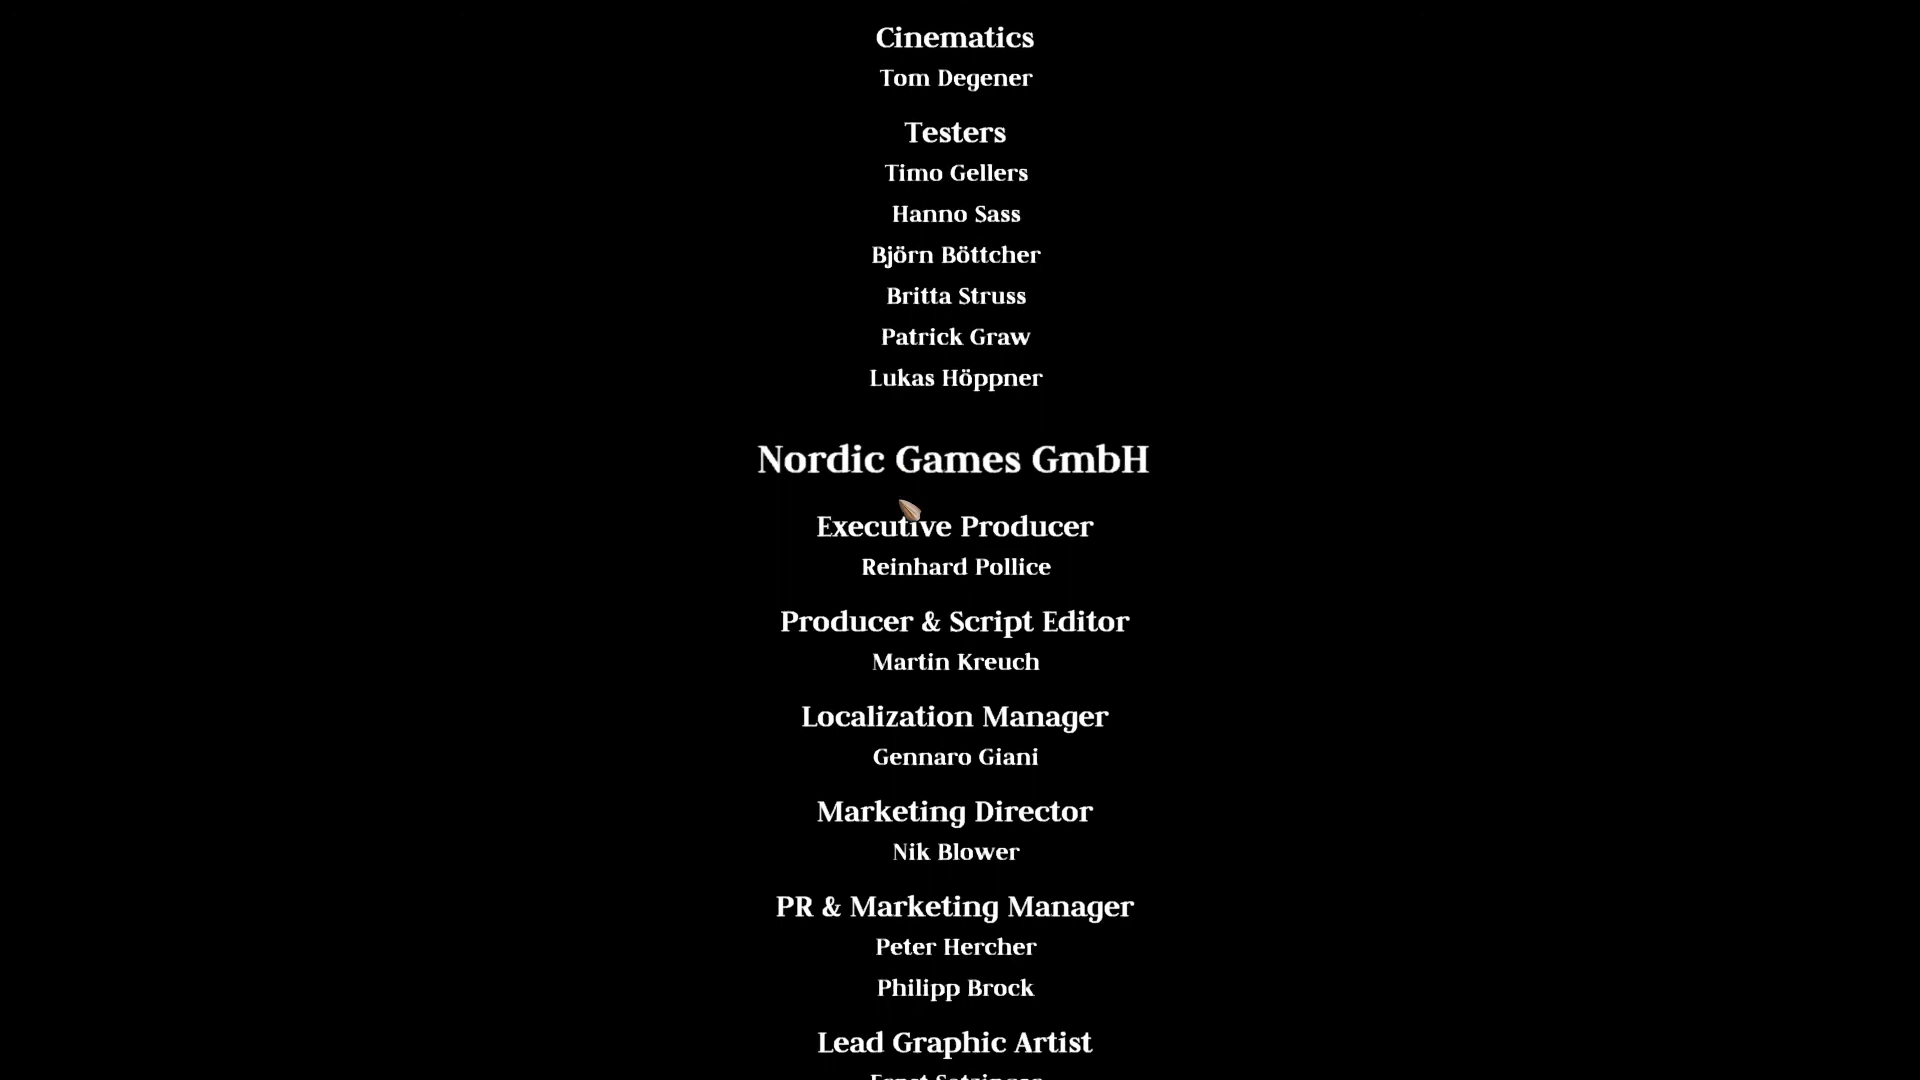 Cinematics
Tom Degener
Testers
Timo Gellers
Hanno Sass
Björn Böttcher
Britta Struss
Patrick Graw
Lukas Höppner
Nordic Games GmbH
Executive Producer
Reinhard Pollice
Producer & Script Editor
Martin Kreuch
Localization Manager
Gennaro Giani
Marketing Director
Nik Blower
PR & Marketing Manager
Peter Hercher
Philipp Brock
Lead Graphic Artist